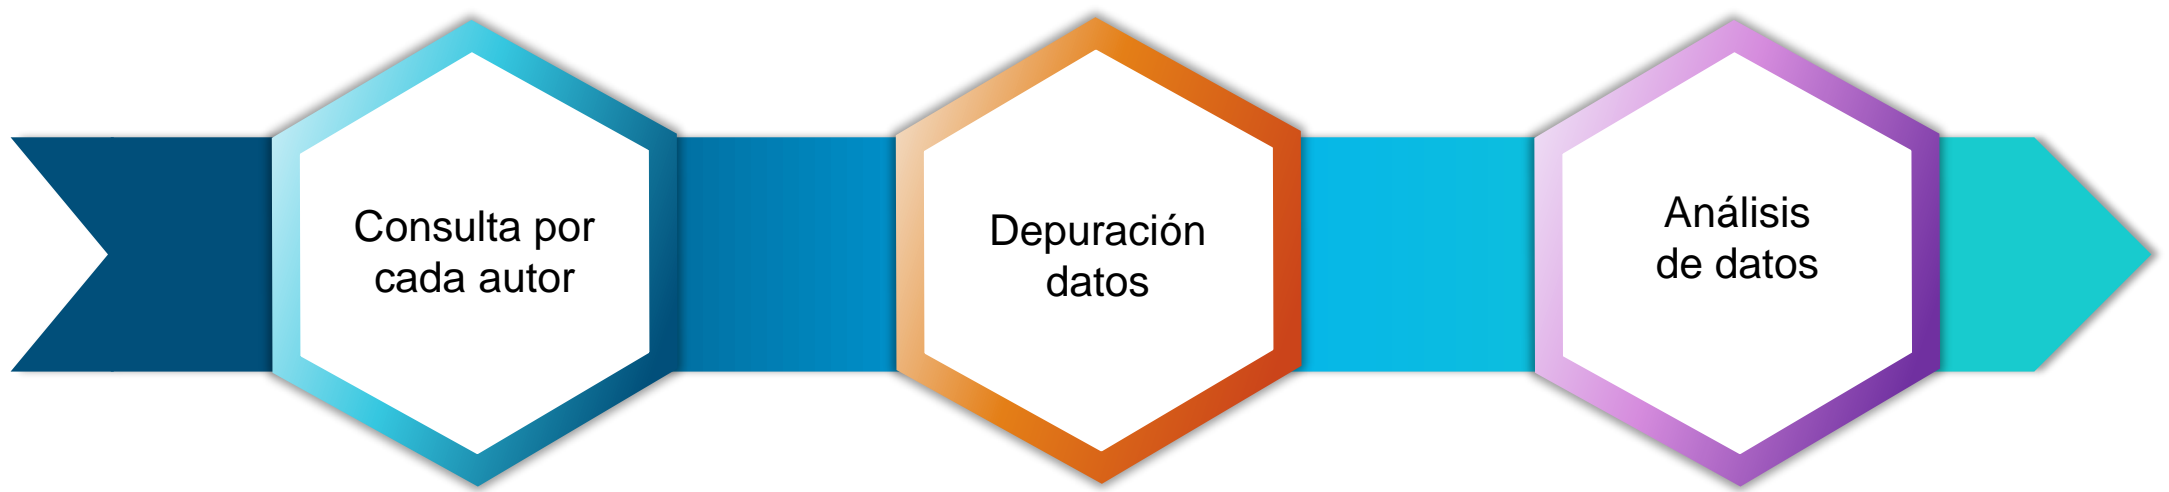 Consulta por
cada autor
Depuración
datos
Análisis
de datos